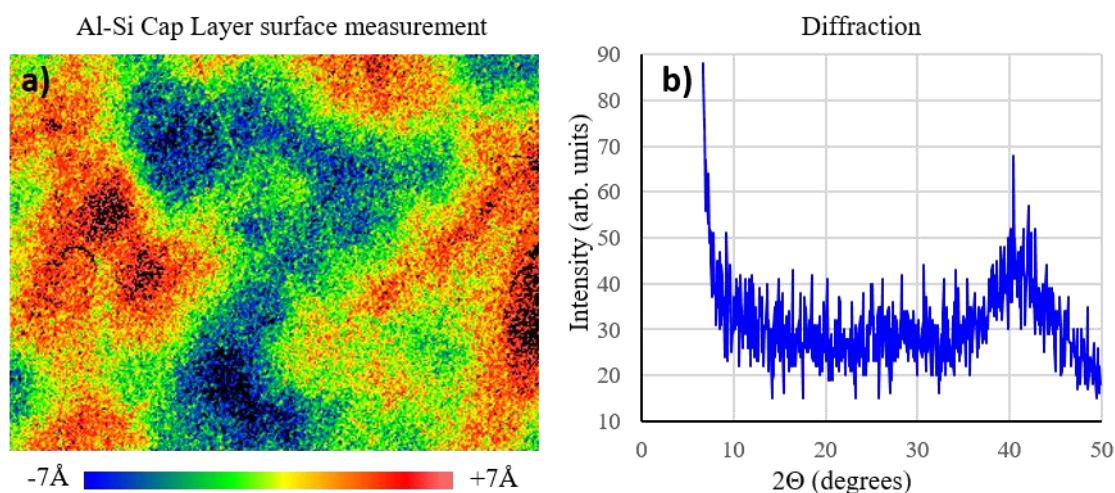 Al-Si Cap Layer surface measurement
a)
-7Å
+7Å
Diffraction
b)
90
80
70
60
50
40
30
20
10
Intensity (arb. units)
0 10 20 30 40 50
2Θ (degrees)